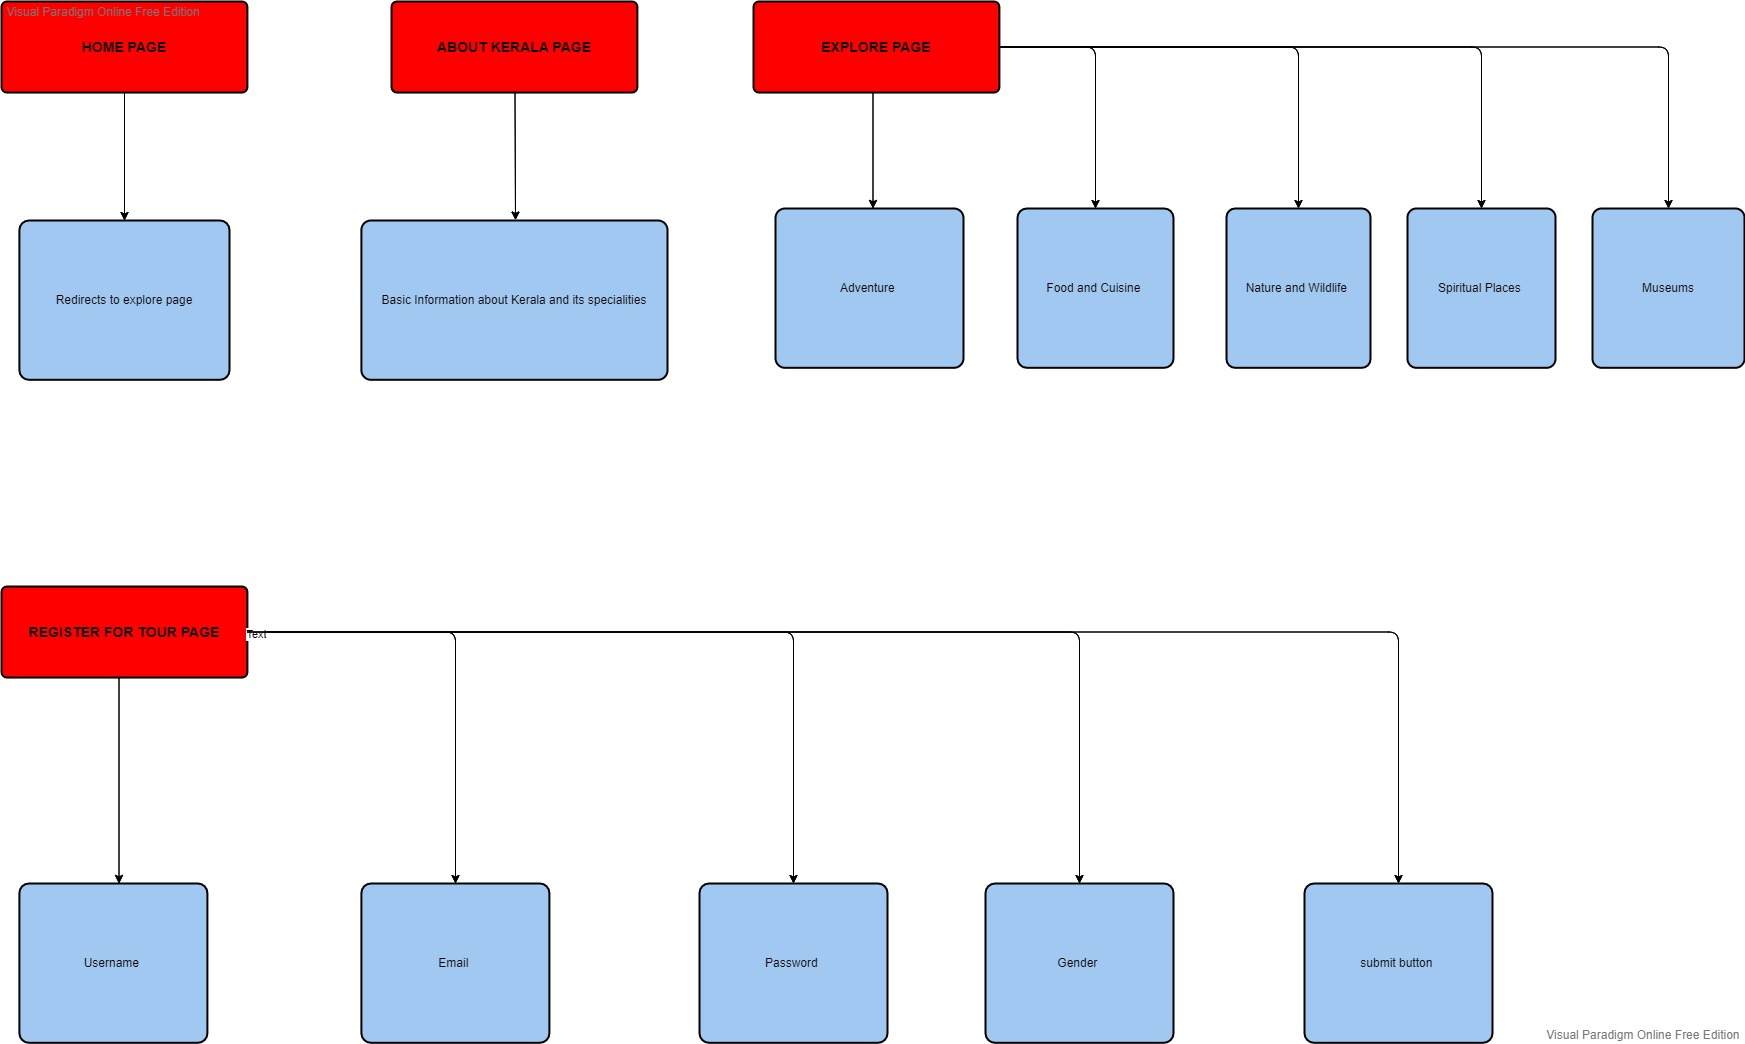 Visual Paradigm Online Free Edition
HOME PAGE
ABOUT KERALA PAGE
EXPLORE PAGE
Redirects to explore page
Basic Information about Kerala and its specialities
Adventure
Food and Cuisine
Nature and Wildlife
Spiritual Places
Museums
REGISTER FOR TOUR PAGE
Text
Username
Email
Password
Gender
submit button
Visual Paradigm Online Free Edition